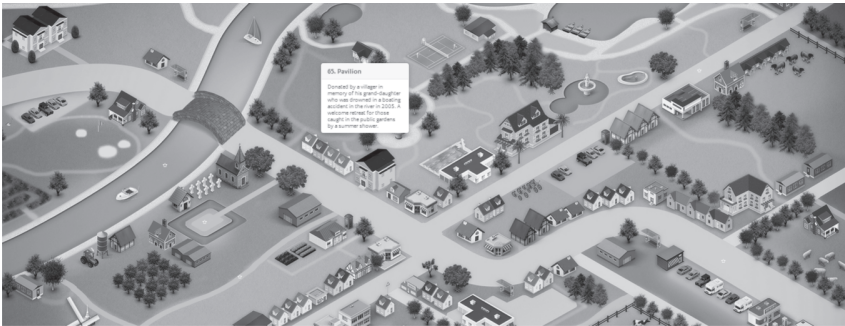 65. Pavilion
Donated by a villager in
memory of his grand-daughter
who was drowned in a boating
accident in the river in 2005. A
welcome retreat for those
caught in the public gardens
by a summer shower.